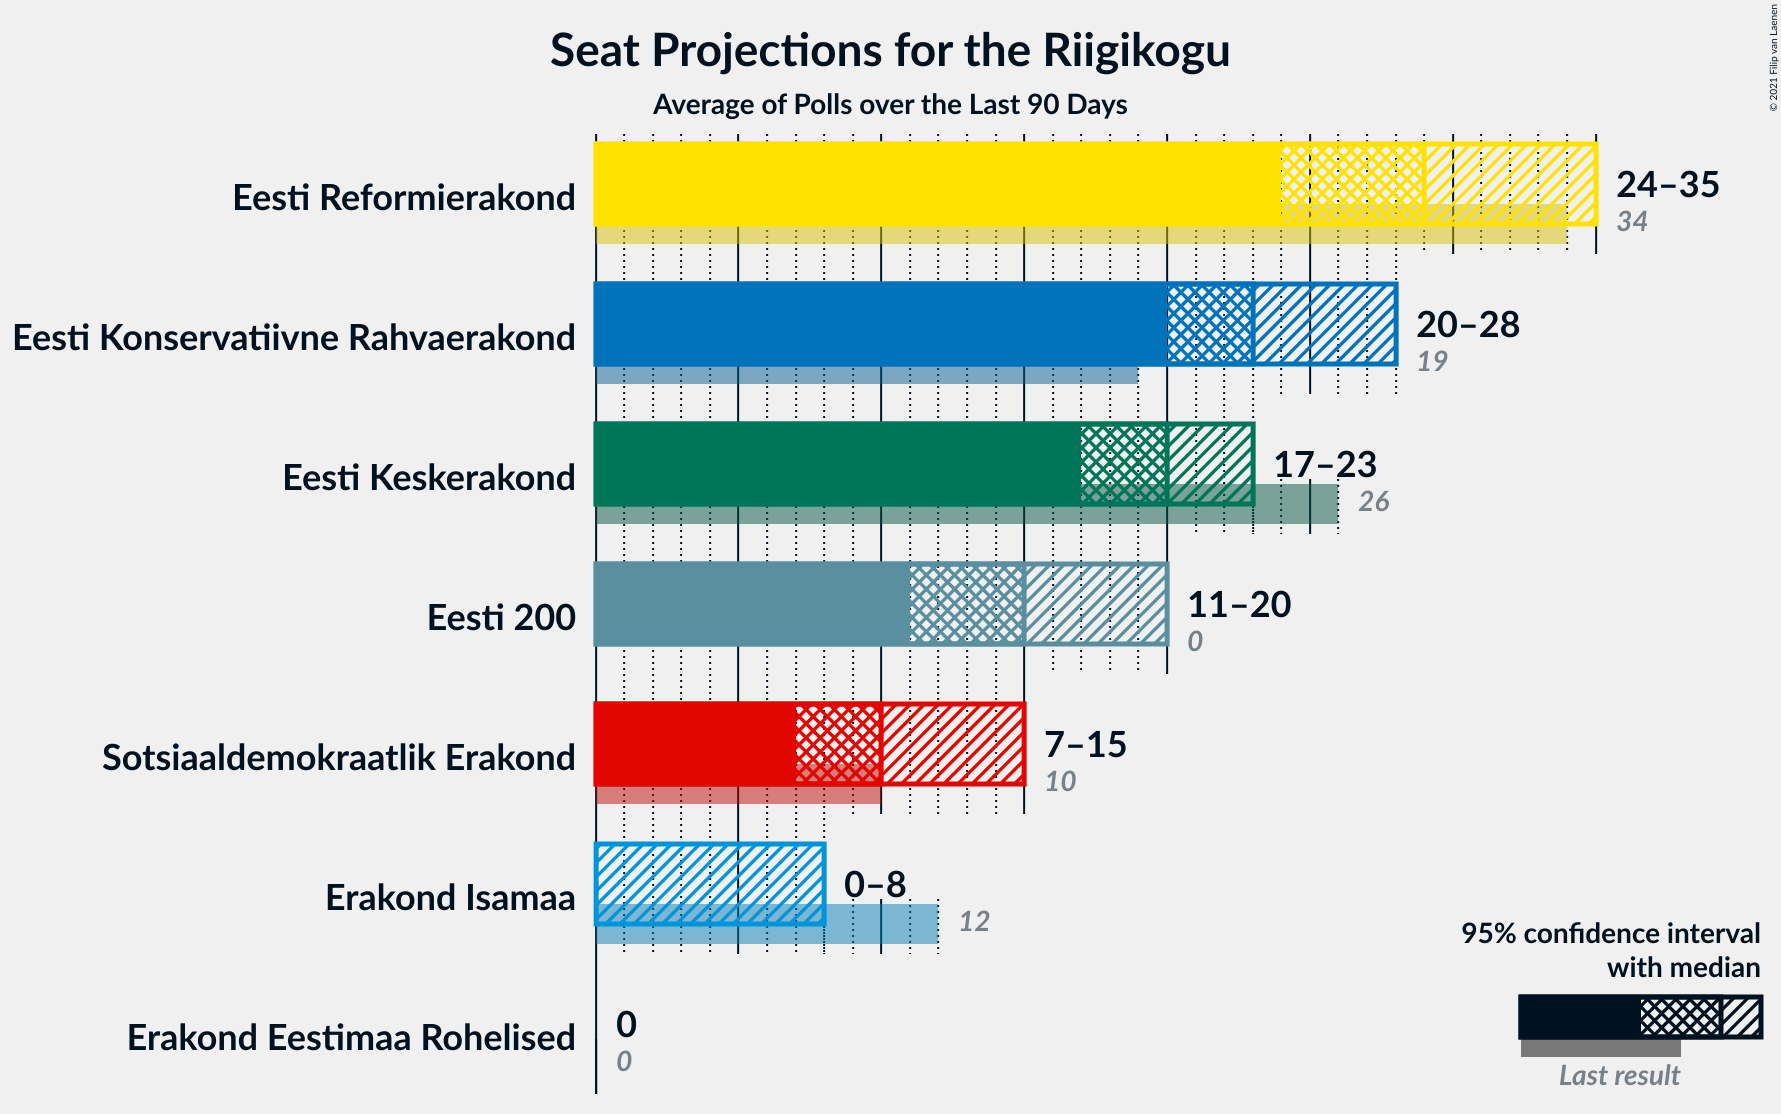 Seat Projections for the Riigikogu
Average of Polls over the Last 90 Days
© 2021 Filip van Laenen
Eesti Reformierakond
24–35
34
Eesti Konservatiivne Rahvaerakond
20–28
19
Eesti Keskerakond
17–23
26
Eesti 200
11–20
0
Sotsiaaldemokraatlik Erakond
7–15
10
Erakond Isamaa
0–8
12
Erakond Eestimaa Rohelised
0
0
95% confidence interval
with median
Last result